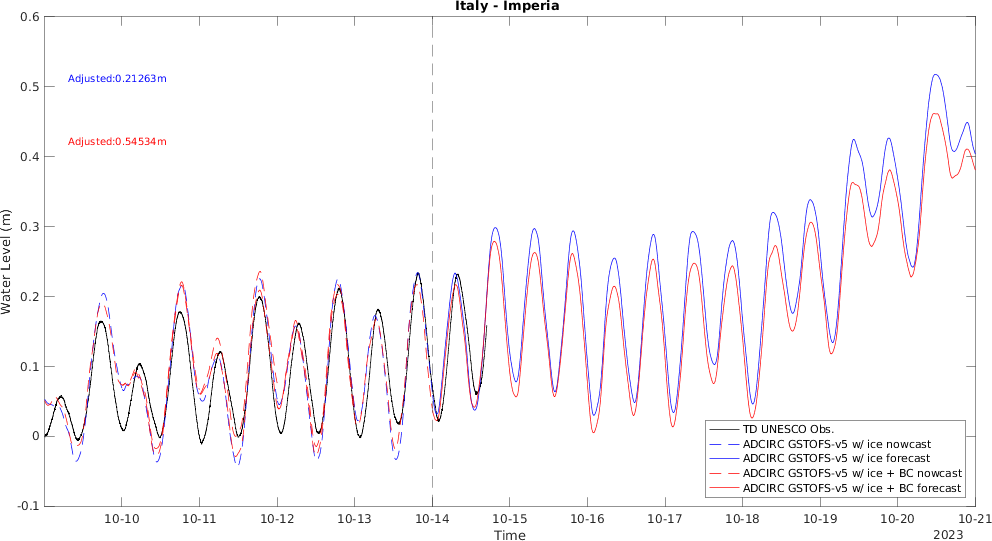 Italy - Imperia
Water Level (m)
0.6
0.5
0.4
0.3
0.2
0.1
0
-0.1
Adjusted:0.21263m
Adjusted:0.54534m
TD UNESCO Obs.
ADCIRC GSTOFS-v5 w/ ice nowcast
ADCIRC GSTOFS-v5 w/ ice forecast
ADCIRC GSTOFS-v5 w/ ice + BC nowcast
ADCIRC GSTOFS-v5 w/ ice + BC forecast
10-10 10-11 10-12 10-13 10-14 10-15 10-16 10-17 10-18 10-19 10-20 10-21
Time
2023